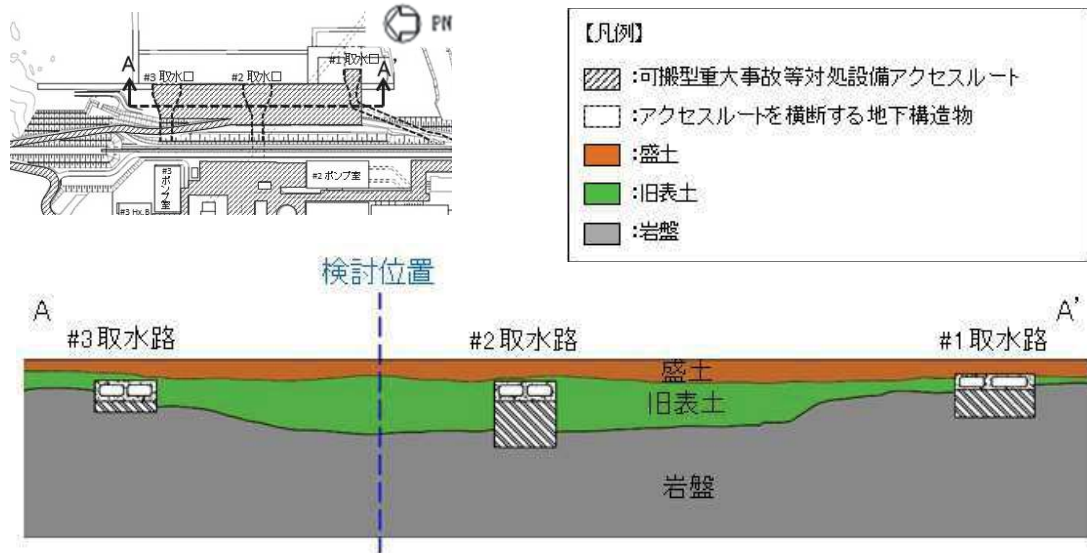 PN
A
#3 取水口
#2 取水口
#1 取水口
A'
#3
ポンプ室
#2 ポンプ室
#3 Hx.B
【凡例】
:可搬型重大事故等対処設備アクセスルート
:アクセスルートを横断する地下構造物
:盛土
:旧表土
:岩盤
検討位置
A
A'
#3取水路
#2取水路
#1取水路
盛土
旧表土
岩盤